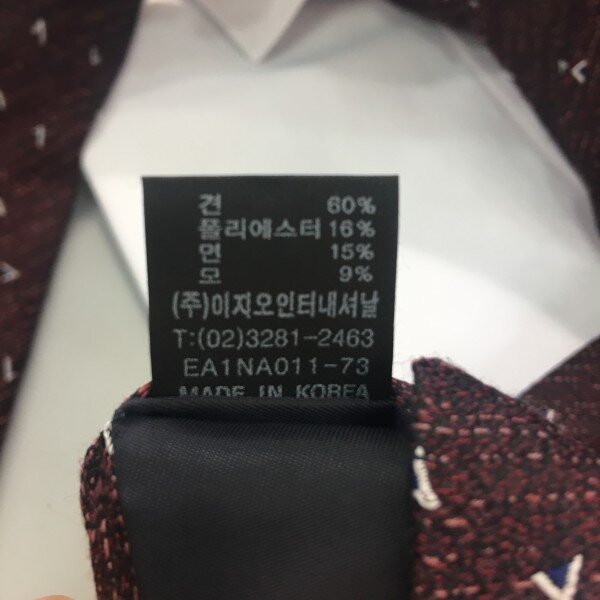 견 60%
폴리에스터 16%
면 15%
모 9%
(주)이지오인터내셔날
T:(02)3281-2463
EA1NA011-73
MADE IN KOREA